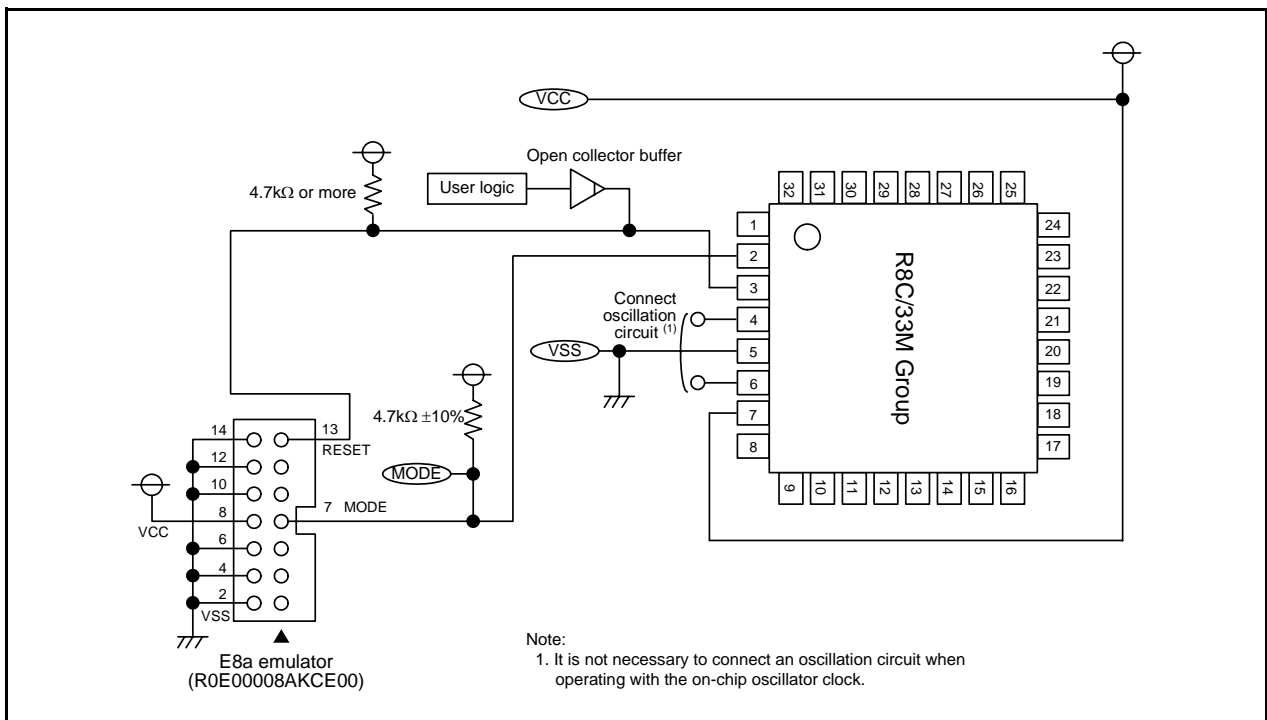 VCC
Open collector buffer
4.7kΩ or more
User logic
32 31 30 29 28 27 26 25
1
2
3
4
5
6
7
8
24
23
22
21
20
19
18
17
9 10 11 12 13 14 15 16
R8C/33M Group
Connect
oscillation
circuit (1)
VSS
4.7kΩ ±10%
MODE
14
13
RESET
12
10
8
7 MODE
VCC
6
4
2
VSS
E8a emulator
(R0E00008AKCE00)
Note:
1. It is not necessary to connect an oscillation circuit when
operating with the on-chip oscillator clock.